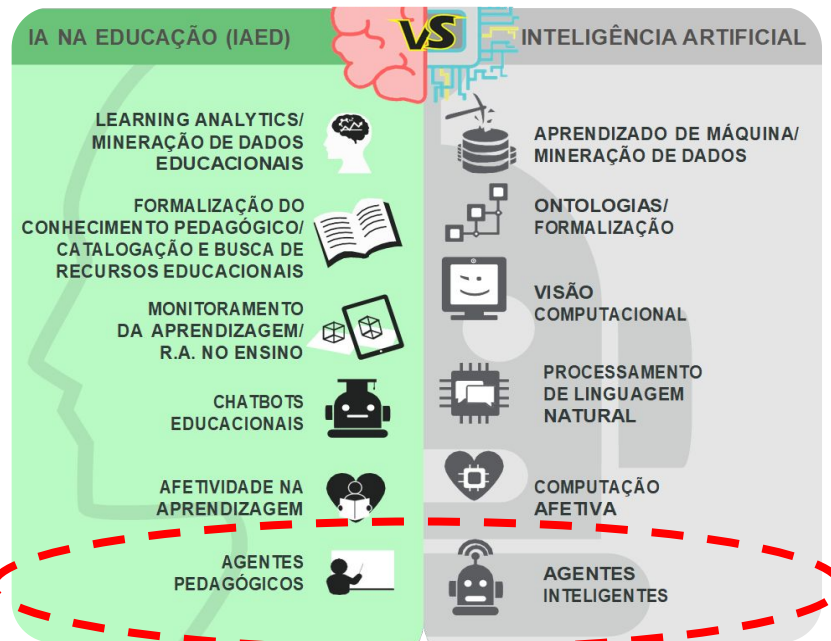 IA NA EDUCAÇÃO (IAED)
VS
INTELIGÊNCIA ARTIFICIAL
LEARNING ANALYTICS/
MINERAÇÃO DE DADOS
EDUCACIONAIS
APRENDIZADO DE MÁQUINA/
MINERAÇÃO DE DADOS
FORMALIZAÇÃO DO
CONHECIMENTO PEDAGÓGICO/
CATALOGAÇÃO E BUSCA DE
RECURSOS EDUCACIONAIS
ONTOLOGIAS/
FORMALIZAÇÃO
MONITORAMENTO
DA APRENDIZAGEM/
R.A. NO ENSINO
VISÃO
COMPUTACIONAL
CHATBOTS
EDUCACIONAIS
PROCESSAMENTO
DE LINGUAGEM
NATURAL
AFETIVIDADE NA
APRENDIZAGEM
COMPUTAÇÃO
AFETIVA
AGENTES
PEDAGÓGICOS
AGENTES
INTELIGENTES